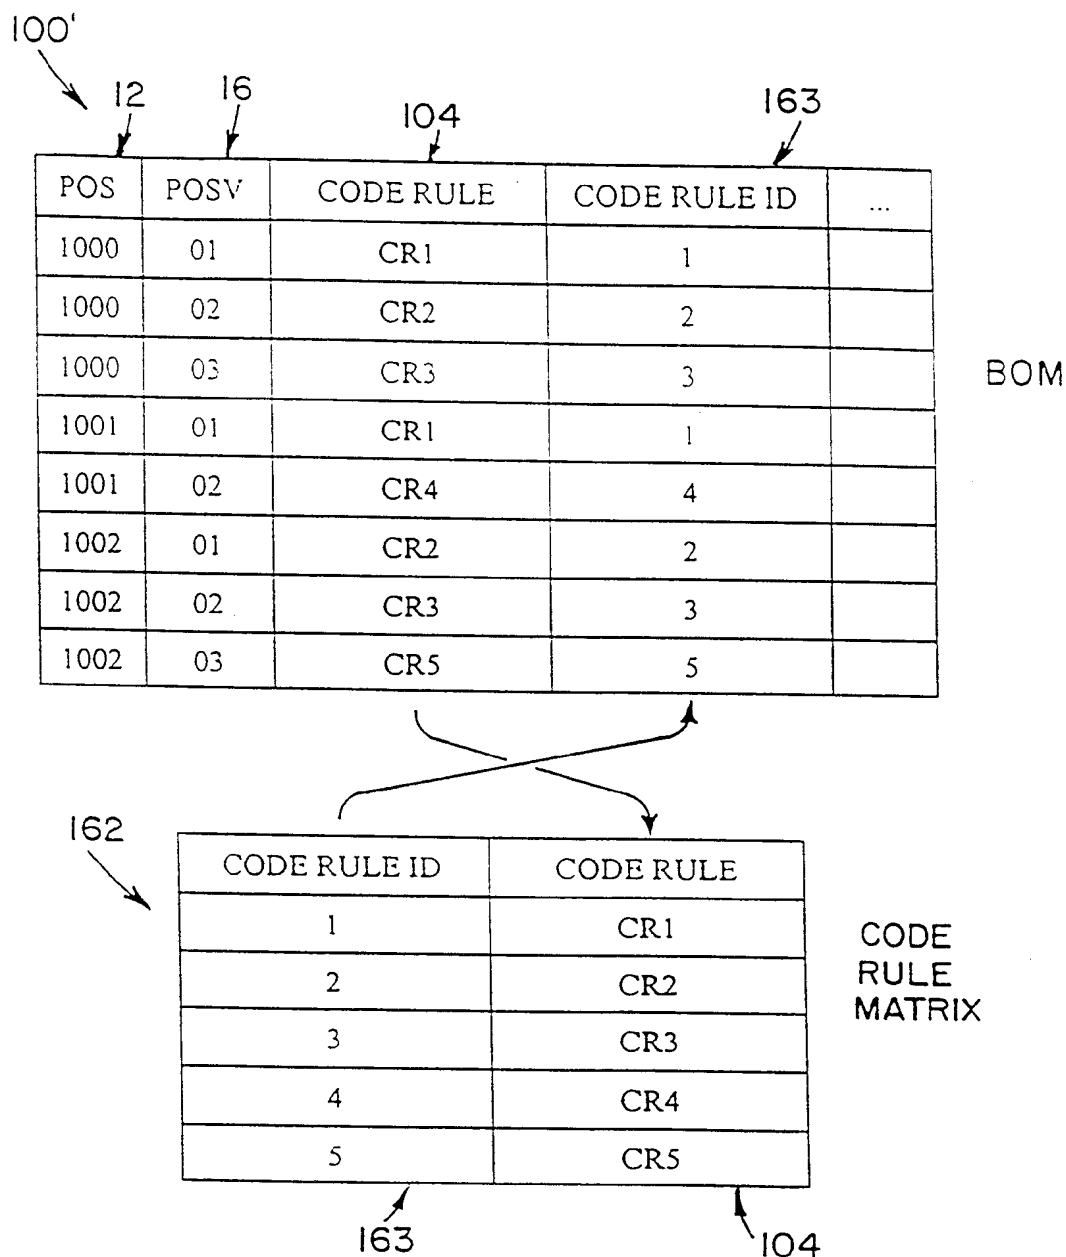 100'
12 16 104 163
POS POSV CODE RULE CODE RULE ID ...
1000 01 CR1 1
1000 02 CR2 2
1000 03 CR3 3
1001 01 CR1 1
1001 02 CR4 4
1002 01 CR2 2
1002 02 CR3 3
1002 03 CR5 5
BOM
162
CODE RULE ID CODE RULE
1 CR1
2 CR2
3 CR3
4 CR4
5 CR5
CODE
RULE
MATRIX
163 104